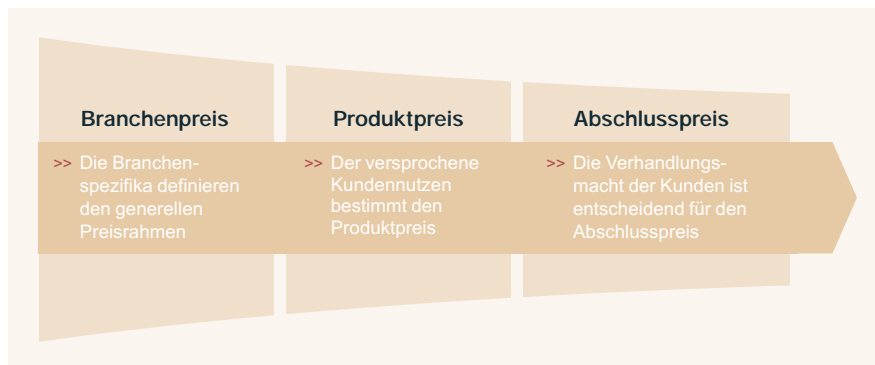 Branchenpreis
>> Die Branchen-
spezifika definieren
den generellen
Preisrahmen
Produktpreis
>> Der versprochene
Kundennutzen
bestimmt den
Produktpreis
Abschlusspreis
>> Die Verhandlungs-
macht der Kunden ist
entscheidend für den
Abschlusspreis